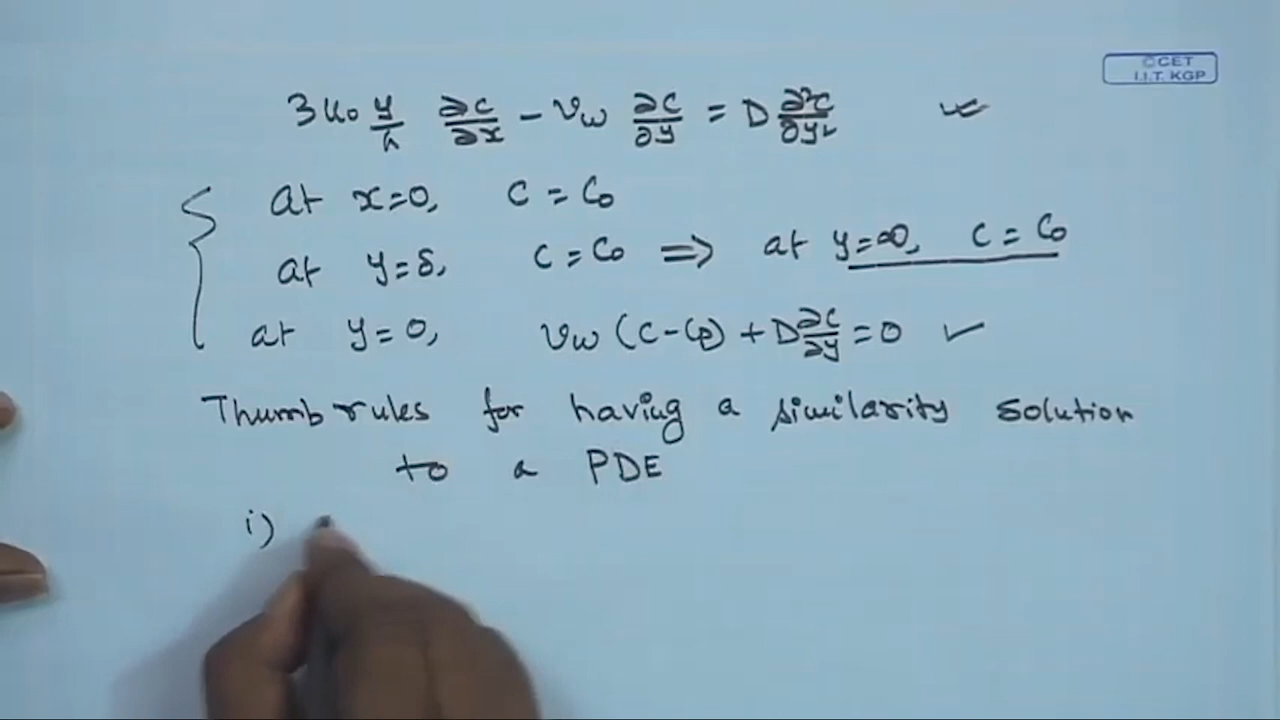 ©CET
I.I.T. KGP
3u₀ y/h ∂c/∂x - v_w ∂c/∂y = D ∂²c/∂y²
at x=0, c = c₀
at y=δ, c = c₀ ⇒ at y=∞, c = c₀
at y=0, v_w (c-c_p) + D ∂c/∂y = 0 ✓
Thumb rules for having a similarity solution
to a PDE
i)